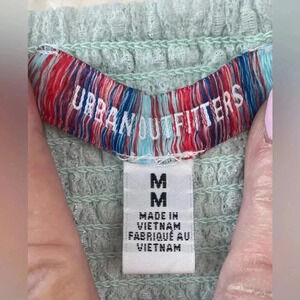 URBAN OUTFITTERS
M
M
MADE IN
VIETNAM
FABRIQUÉ AU
VIETNAM